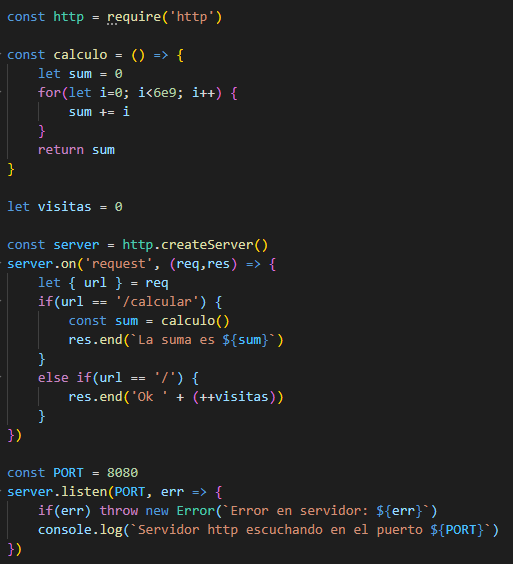 const http = require('http')
const calculo = () => {
let sum = 0
for(let i=0; i<6e9; i++) {
sum += i
}
return sum
}
let visitas = 0
const server = http.createServer()
server.on('request', (req,res) => {
let { url } = req
if(url == '/calcular') {
const sum = calculo()
res.end(`La suma es ${sum}`)
}
else if(url == '/') {
res.end('Ok ' + (++visitas))
}
})
const PORT = 8080
server.listen(PORT, err => {
if(err) throw new Error(`Error en servidor: ${err}`)
console.log(`Servidor http escuchando en el puerto ${PORT}`)
})